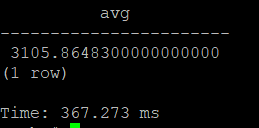 avg
-----------------------
3105.8648300000000000
(1 row)
Time: 367.273 ms